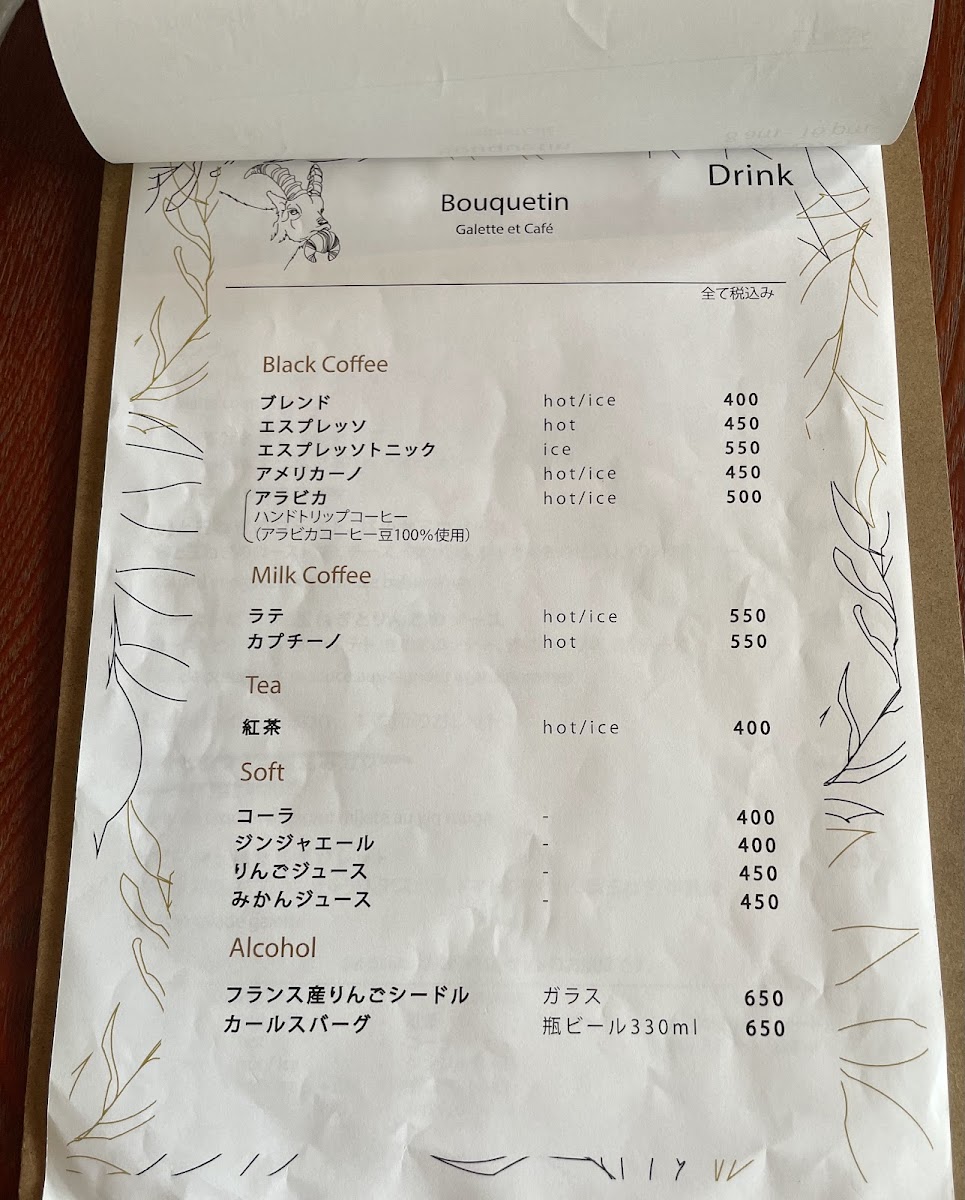 Drink
Bouquetin
Galette et Café
全て税込み
Black Coffee
ブレンド hot/ice 400
エスプレッソ hot 450
エスプレッソトニック ice 550
アメリカーノ hot/ice 450
アラビカ hot/ice 500
ハンドトリップコーヒー
(アラビカコーヒー豆100%使用)
Milk Coffee
ラテ hot/ice 550
カプチーノ hot 550
Tea
紅茶 hot/ice 400
Soft
コーラ - 400
ジンジャエール - 400
りんごジュース - 450
みかんジュース - 450
Alcohol
フランス産りんごシードル ガラス 650
カールスバーグ 瓶ビール330ml 650